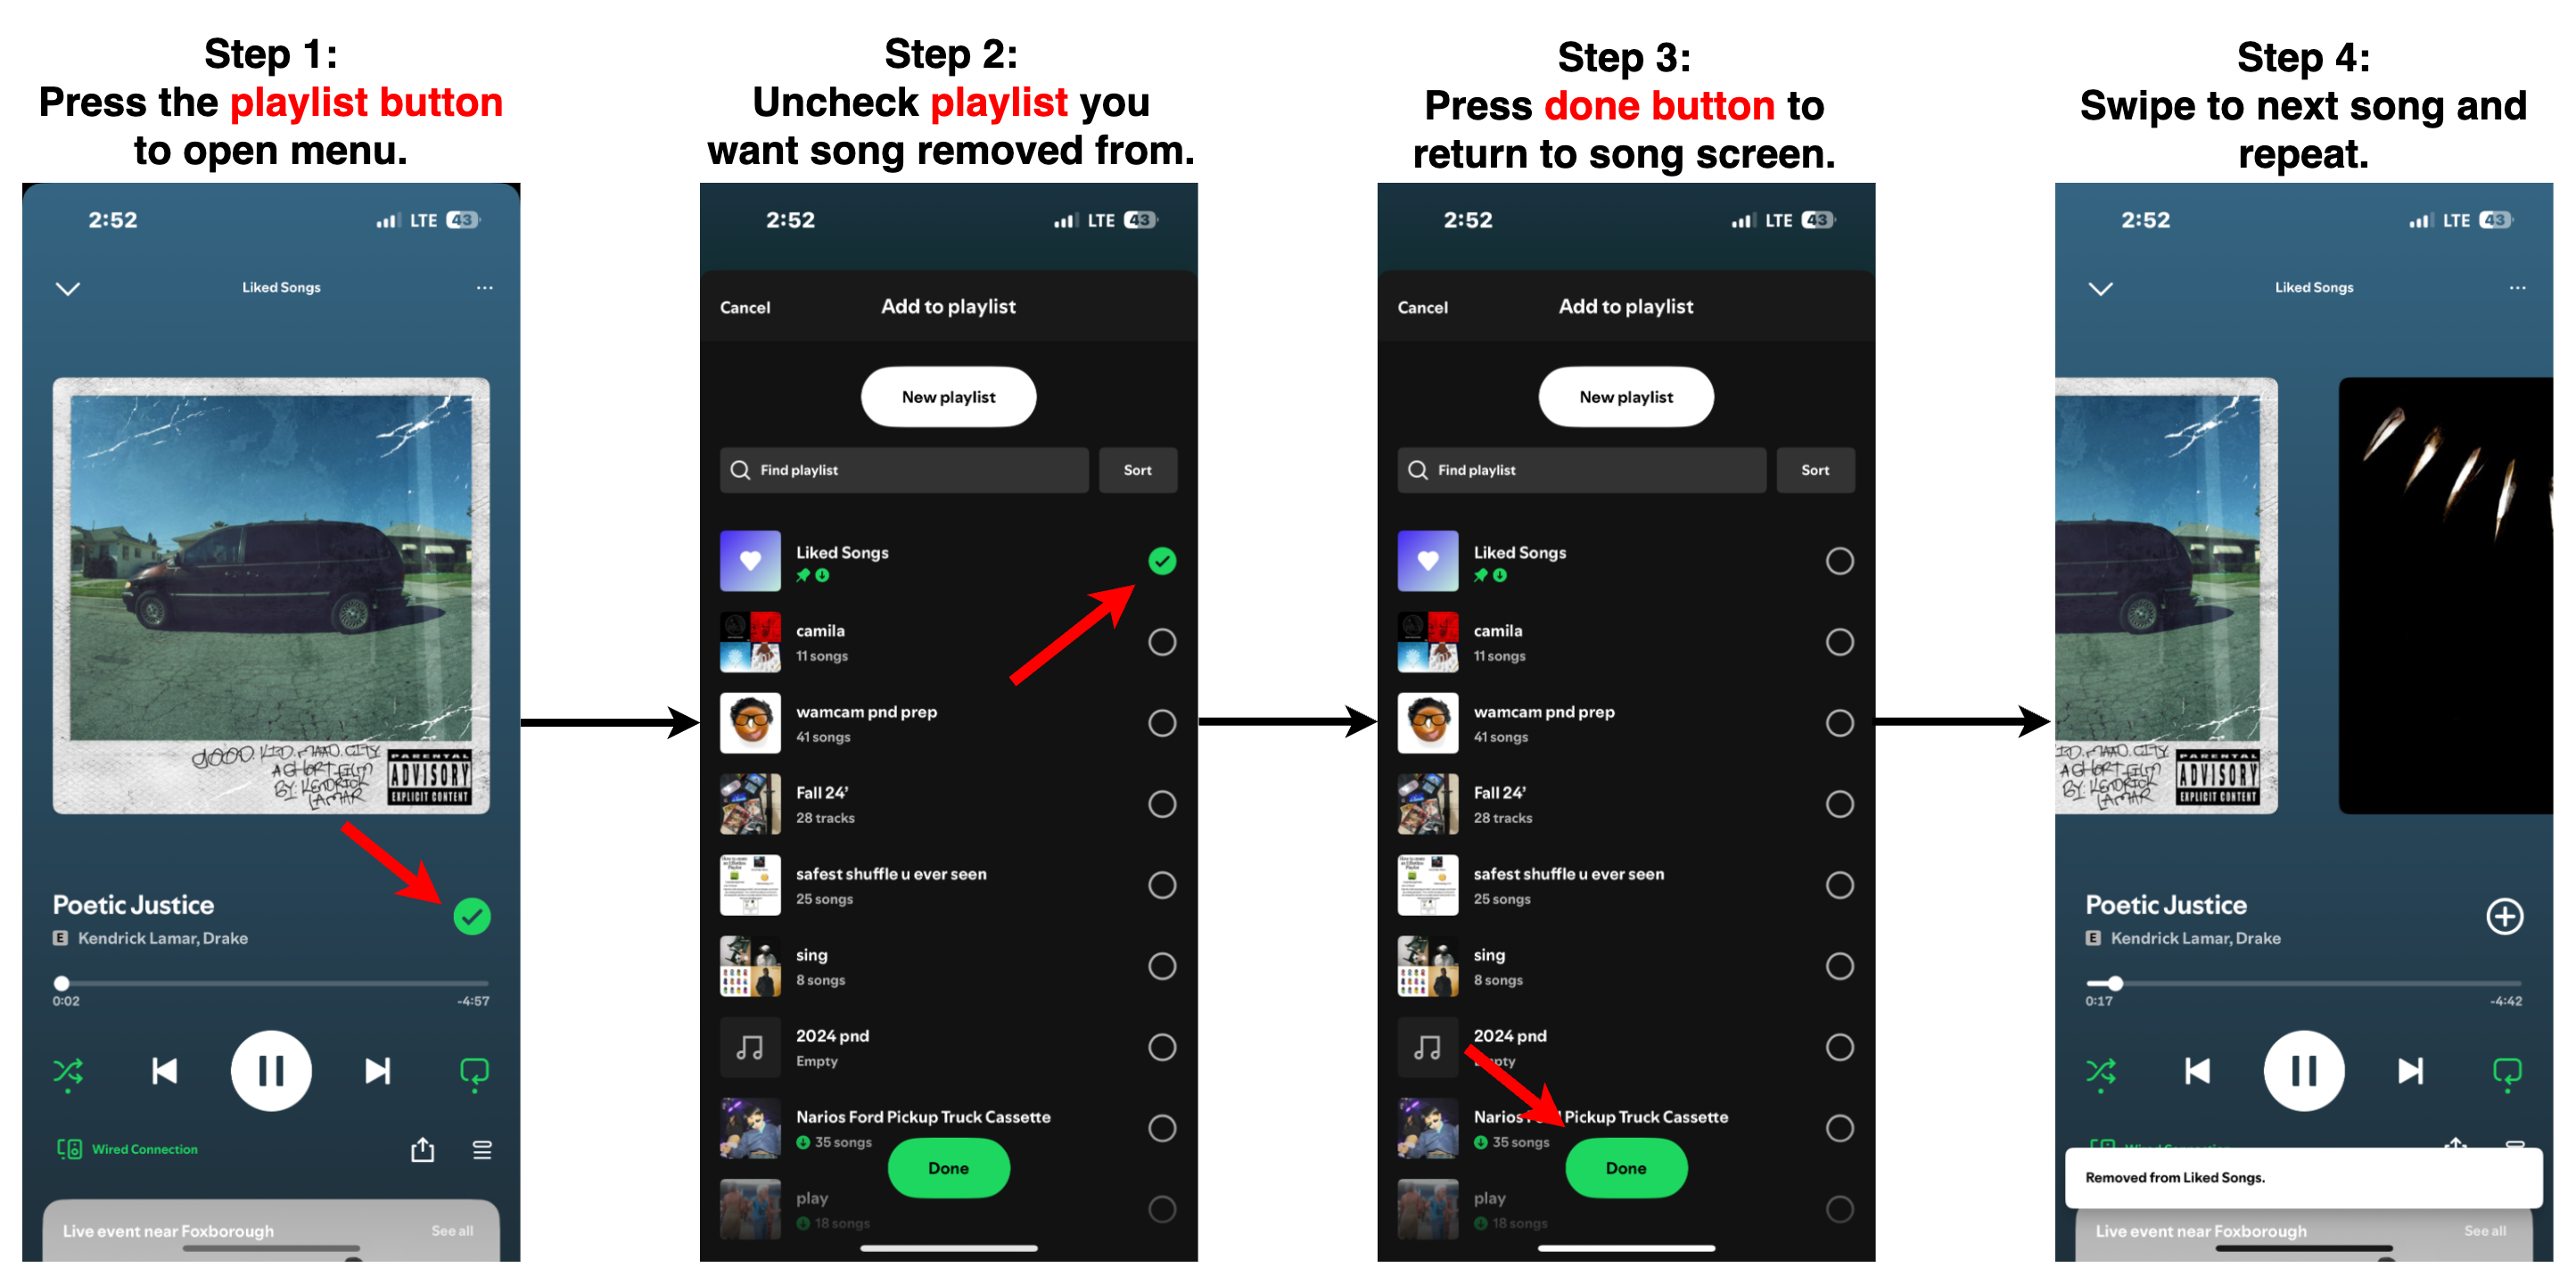 Step 1:
Press the playlist button
to open menu.
2:52
LTE 43
Liked Songs
GOOD KID. MAAD. CITY
A SHORT FILM
BY. KENDRICK
LAMAR
PARENTAL
ADVISORY
EXPLICIT CONTENT
Poetic Justice
E Kendrick Lamar, Drake
0:02
-4:57
Wired Connection
Live event near Foxborough
See all
Step 2:
Uncheck playlist you
want song removed from.
2:52
LTE 43
Cancel
Add to playlist
New playlist
Find playlist
Sort
Liked Songs
camila
11 songs
wamcam pnd prep
41 songs
Fall 24’
28 tracks
safest shuffle u ever seen
25 songs
sing
8 songs
2024 pnd
Empty
Narios Ford Pickup Truck Cassette
35 songs
Done
play
18 songs
Step 3:
Press done button to
return to song screen.
2:52
LTE 43
Cancel
Add to playlist
New playlist
Find playlist
Sort
Liked Songs
camila
11 songs
wamcam pnd prep
41 songs
Fall 24’
28 tracks
safest shuffle u ever seen
25 songs
sing
8 songs
2024 pnd
Narios Pickup Truck Cassette
35 songs
Done
play
18 songs
Step 4:
Swipe to next song and
repeat.
2:52
LTE 43
Liked Songs
MAAD. CITY
A SHORT FILM
BY. KENDRICK
LAMAR
PARENTAL
ADVISORY
EXPLICIT CONTENT
Poetic Justice
E Kendrick Lamar, Drake
0:17
-4:42
Removed from Liked Songs.
Live event near Foxborough
See all